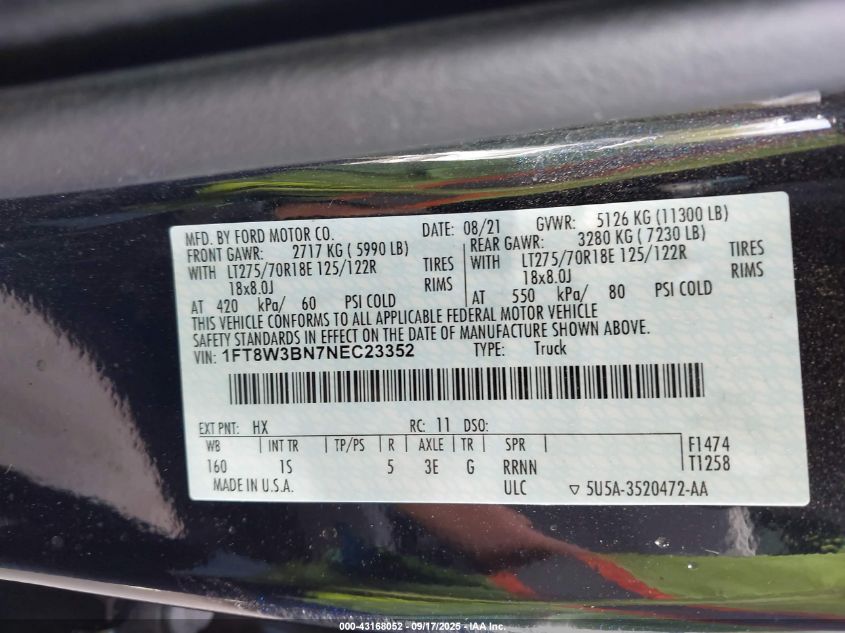 MFD. BY FORD MOTOR CO. DATE: 08/21 GVWR: 5126 KG (11300 LB)
FRONT GAWR: 2717 KG ( 5990 LB) REAR GAWR: 3280 KG ( 7230 LB)
WITH LT275/70R18E 125/122R TIRES WITH LT275/70R18E 125/122R TIRES
18x8.0J RIMS 18x8.0J RIMS
AT 420 kPa/ 60 PSI COLD AT 550 kPa/ 80 PSI COLD
THIS VEHICLE CONFORMS TO ALL APPLICABLE FEDERAL MOTOR VEHICLE
SAFETY STANDARDS IN EFFECT ON THE DATE OF MANUFACTURE SHOWN ABOVE.
VIN: 1FT8W3BN7NEC23352 TYPE: Truck
EXT PNT: HX RC: 11 DSO:
WB INT TR TP/PS R AXLE TR SPR F1474
160 1S 5 3E G RRNN T1258
MADE IN U.S.A. ULC ▽ 5U5A-3520472-AA
000-43168052 - 09/17/2025 - IAA Inc.